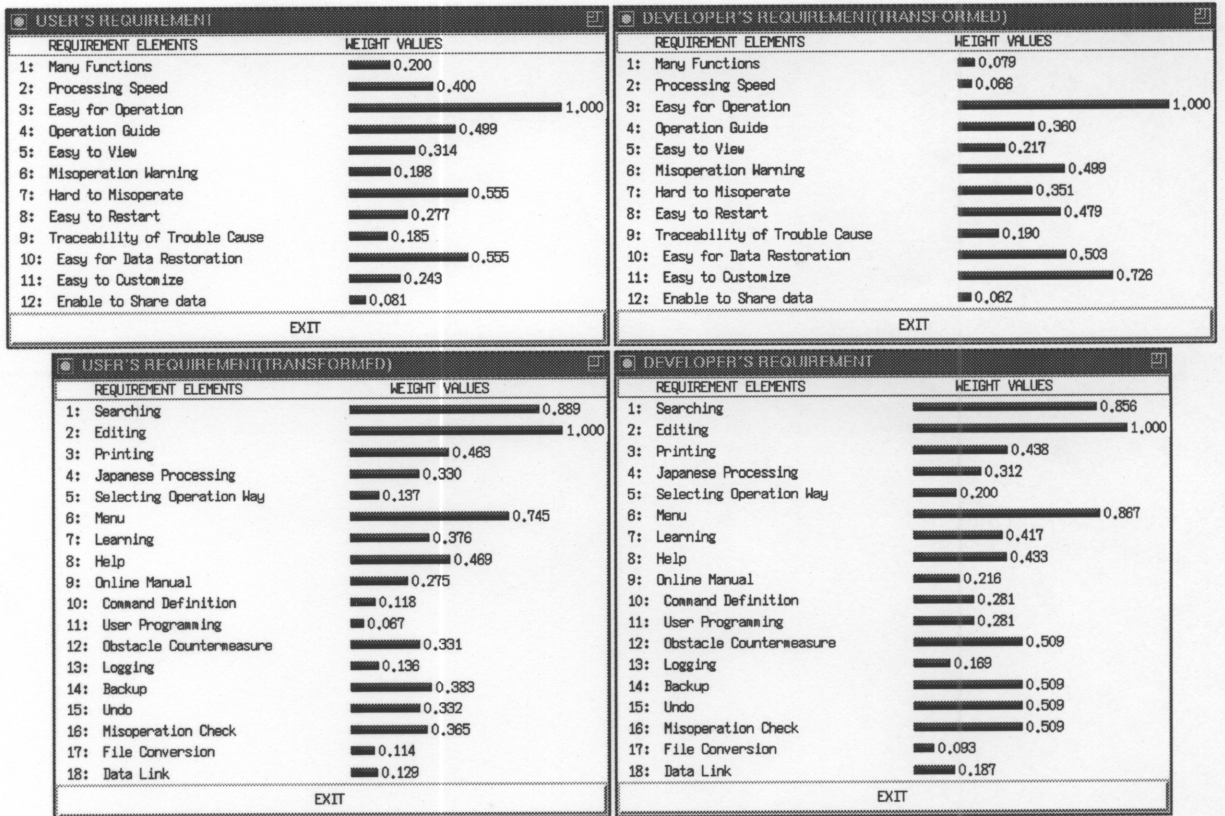 USER'S REQUIREMENT
REQUIREMENT ELEMENTS WEIGHT VALUES
1: Many Functions 0.200
2: Processing Speed 0.400
3: Easy for Operation 1.000
4: Operation Guide 0.499
5: Easy to View 0.314
6: Misoperation Warning 0.198
7: Hard to Misoperate 0.555
8: Easy to Restart 0.277
9: Traceability of Trouble Cause 0.185
10: Easy for Data Restoration 0.555
11: Easy to Customize 0.243
12: Enable to Share data 0.081
EXIT
DEVELOPER'S REQUIREMENT(TRANSFORMED)
REQUIREMENT ELEMENTS WEIGHT VALUES
1: Many Functions 0.079
2: Processing Speed 0.066
3: Easy for Operation 1.000
4: Operation Guide 0.360
5: Easy to View 0.217
6: Misoperation Warning 0.499
7: Hard to Misoperate 0.351
8: Easy to Restart 0.479
9: Traceability of Trouble Cause 0.190
10: Easy for Data Restoration 0.503
11: Easy to Customize 0.726
12: Enable to Share data 0.062
EXIT
USER'S REQUIREMENT(TRANSFORMED)
REQUIREMENT ELEMENTS WEIGHT VALUES
1: Searching 0.889
2: Editing 1.000
3: Printing 0.463
4: Japanese Processing 0.330
5: Selecting Operation Way 0.137
6: Menu 0.745
7: Learning 0.376
8: Help 0.469
9: Online Manual 0.275
10: Command Definition 0.118
11: User Programming 0.067
12: Obstacle Countermeasure 0.331
13: Logging 0.136
14: Backup 0.383
15: Undo 0.332
16: Misoperation Check 0.365
17: File Conversion 0.114
18: Data Link 0.129
EXIT
DEVELOPER'S REQUIREMENT
REQUIREMENT ELEMENTS WEIGHT VALUES
1: Searching 0.856
2: Editing 1.000
3: Printing 0.438
4: Japanese Processing 0.312
5: Selecting Operation Way 0.200
6: Menu 0.867
7: Learning 0.417
8: Help 0.433
9: Online Manual 0.216
10: Command Definition 0.281
11: User Programming 0.281
12: Obstacle Countermeasure 0.509
13: Logging 0.169
14: Backup 0.509
15: Undo 0.509
16: Misoperation Check 0.509
17: File Conversion 0.093
18: Data Link 0.187
EXIT